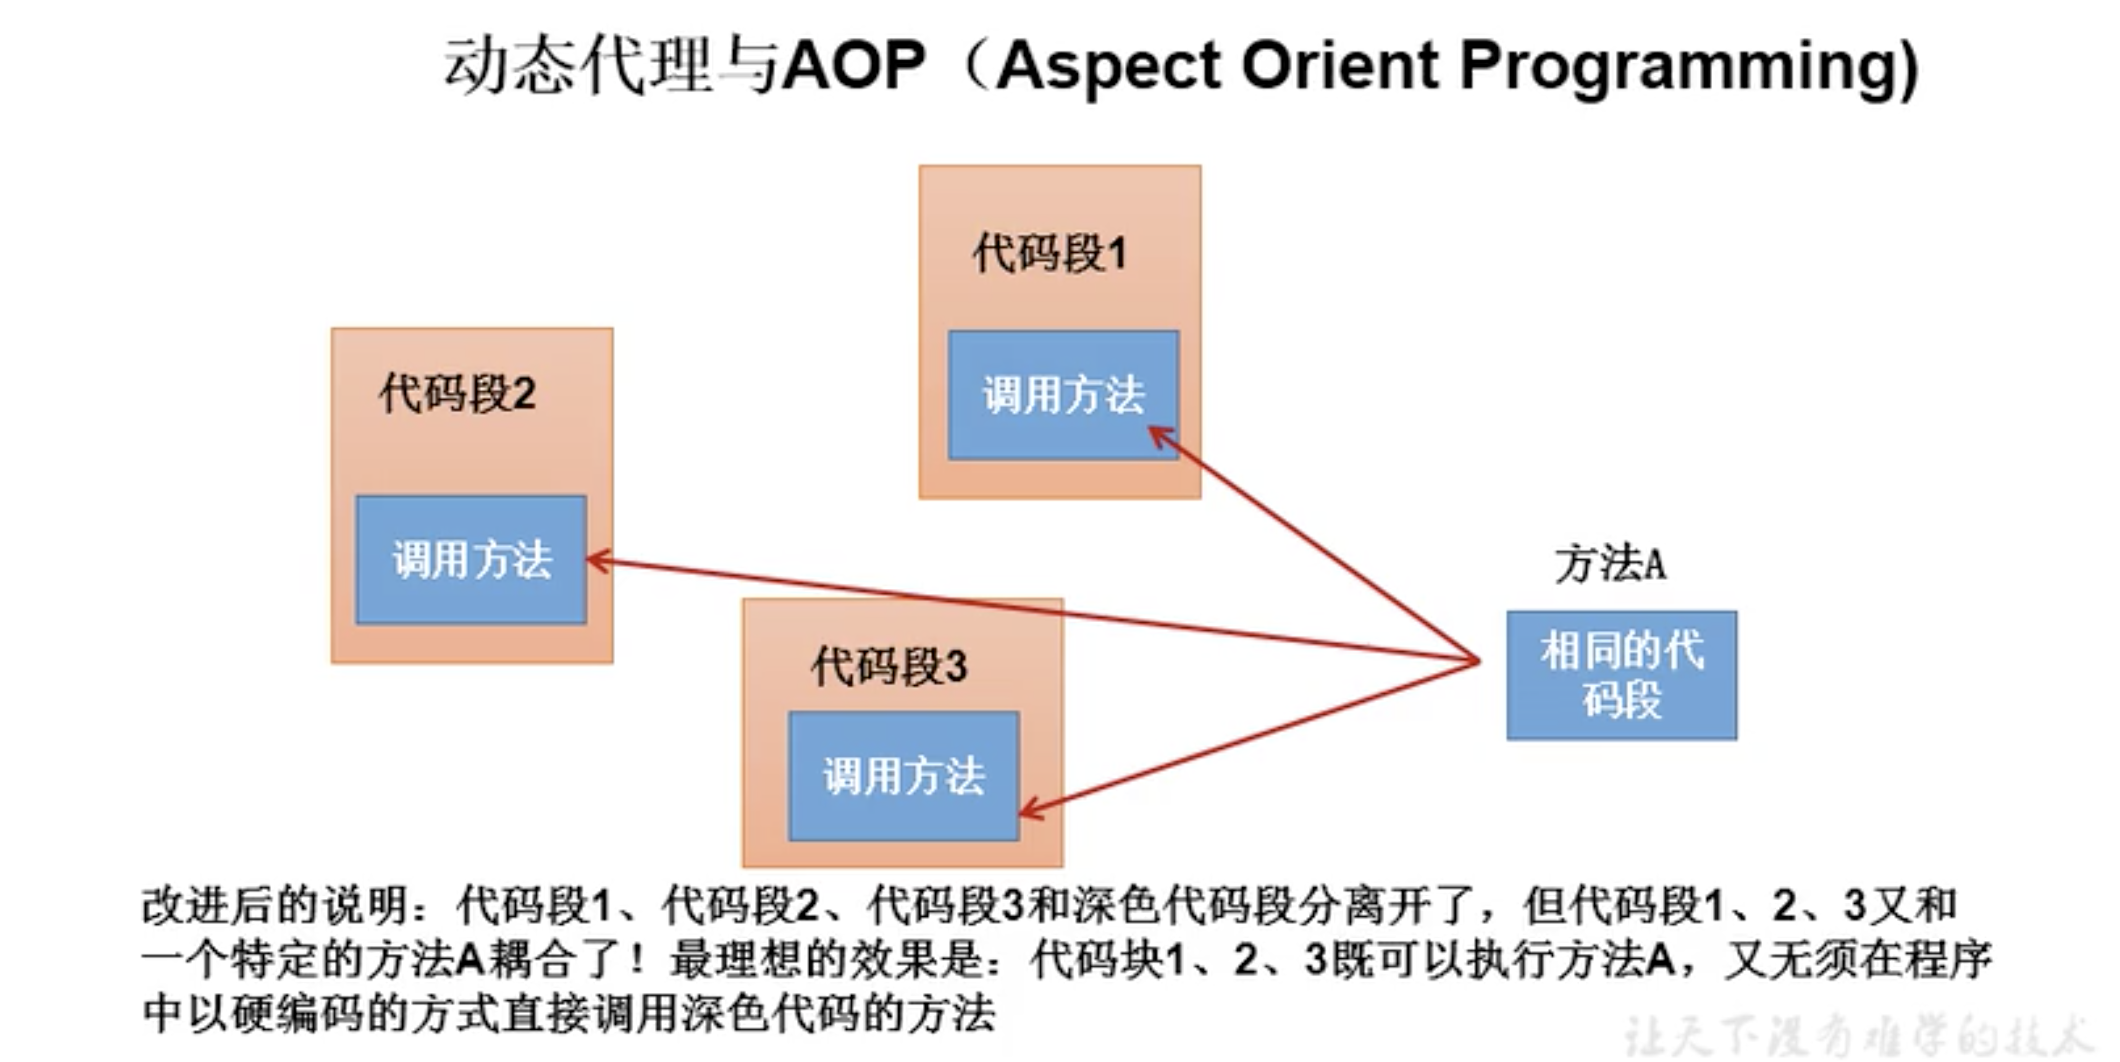 动态代理与AOP（Aspect Orient Programming)
代码段1
调用方法
代码段2
调用方法
代码段3
调用方法
方法A
相同的代
码段
改进后的说明：代码段1、代码段2、代码段3和深色代码段分离开了，但代码段1、2、3又和
一个特定的方法A耦合了！最理想的效果是：代码块1、2、3既可以执行方法A，又无须在程序
中以硬编码的方式直接调用深色代码的方法
让天下没有难学的技术